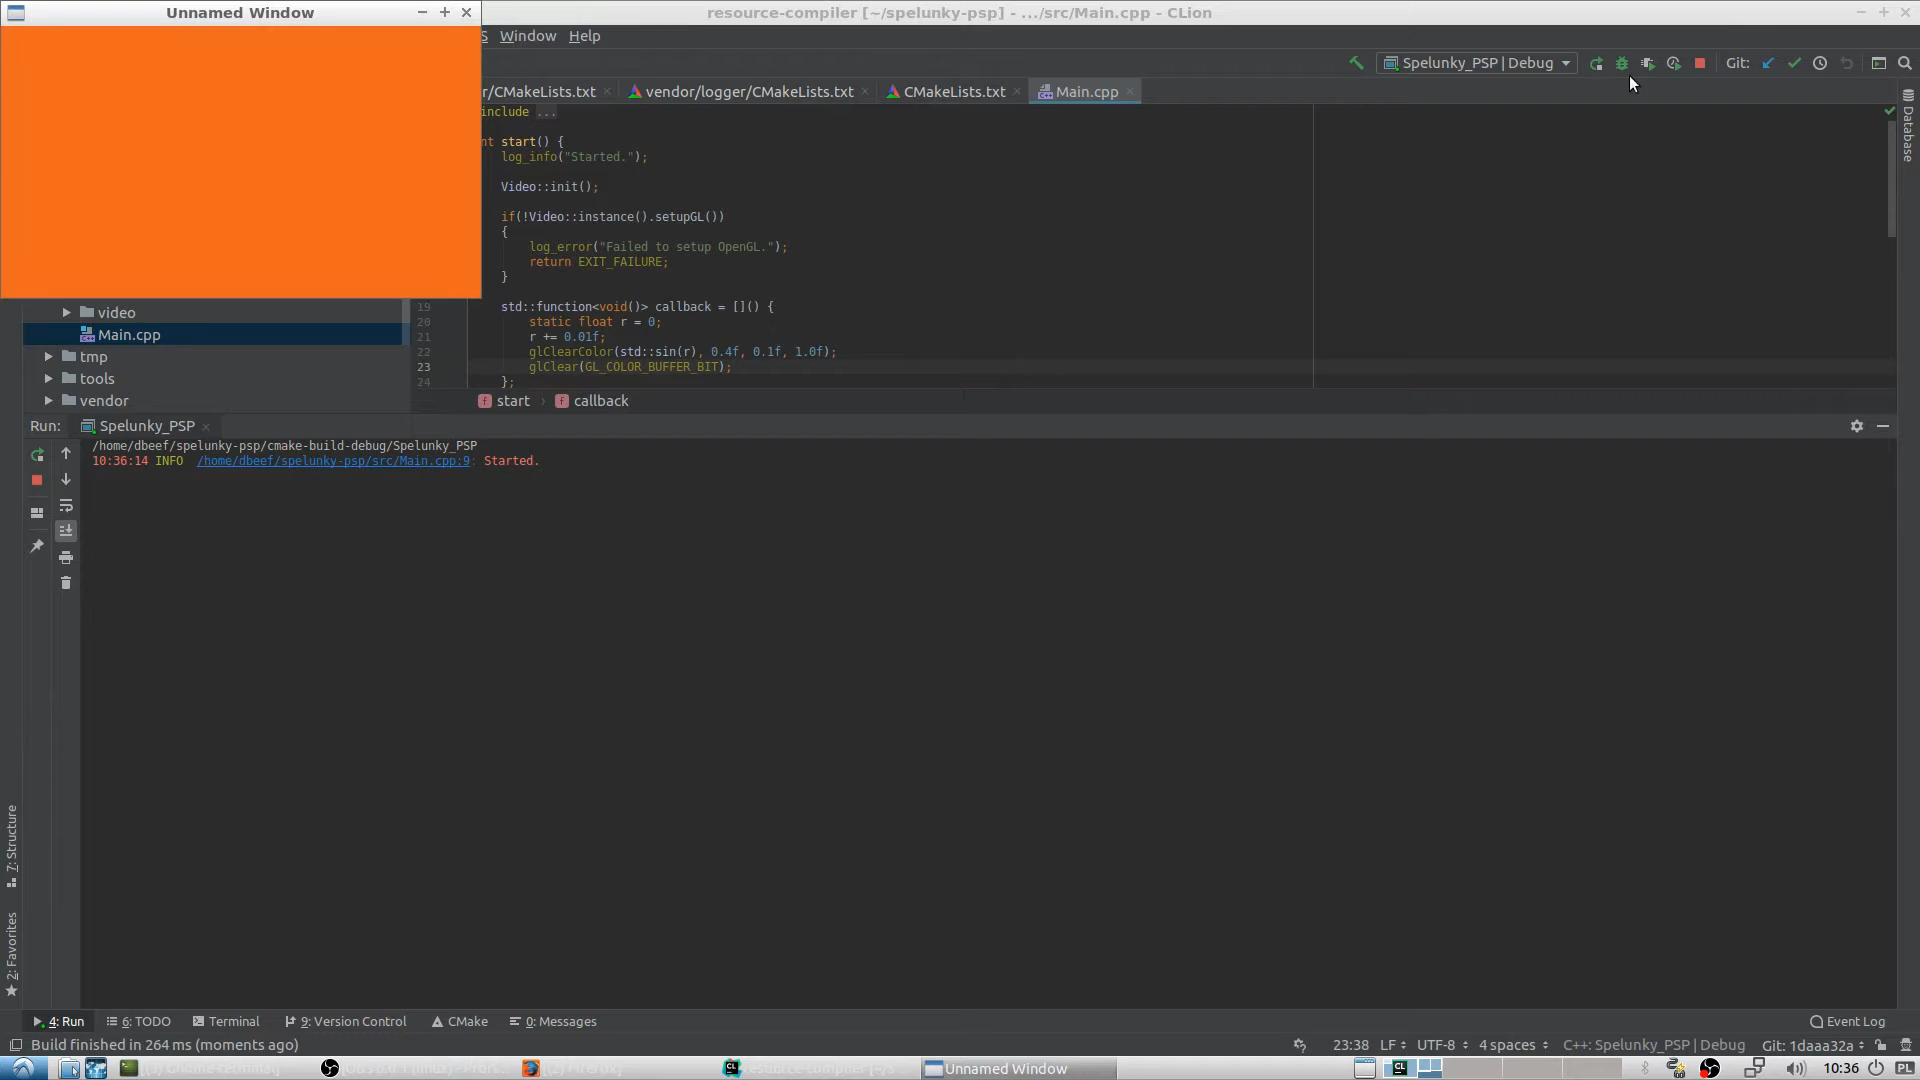 Unnamed Window
resource-compiler [~/spelunky-psp] - .../src/Main.cpp - CLion
S Window Help
Spelunky_PSP | Debug
Git:
r/CMakeLists.txt
vendor/logger/CMakeLists.txt
CMakeLists.txt
Main.cpp
include ...
nt start() {
log_info("Started.");
Video::init();
if(!Video::instance().setupGL())
{
log_error("Failed to setup OpenGL.");
return EXIT_FAILURE;
}
19 std::function<void()> callback = []() {
20 static float r = 0;
21 r += 0.01f;
22 glClearColor(std::sin(r), 0.4f, 0.1f, 1.0f);
23 glClear(GL_COLOR_BUFFER_BIT);
24 };
start
callback
Database
video
Main.cpp
tmp
tools
vendor
Run:
Spelunky_PSP
/home/dbeef/spelunky-psp/cmake-build-debug/Spelunky_PSP
10:36:14 INFO /home/dbeef/spelunky-psp/src/Main.cpp:9: Started.
7: Structure
2: Favorites
4: Run
6: TODO
Terminal
9: Version Control
CMake
0: Messages
Event Log
Build finished in 264 ms (moments ago)
23:38
LF
UTF-8
4 spaces
C++: Spelunky_PSP | Debug
Git: 1daaa32a
Unnamed Window
CL
10:36
PL